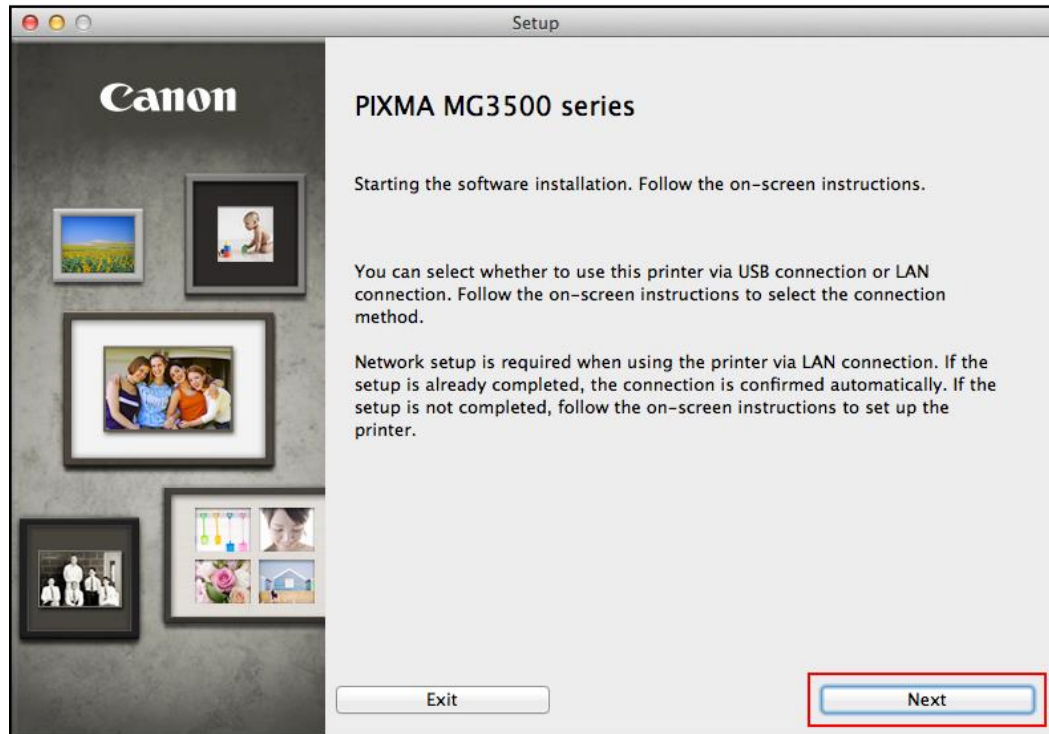 Setup
Canon
PIXMA MG3500 series
Starting the software installation. Follow the on-screen instructions.
You can select whether to use this printer via USB connection or LAN
connection. Follow the on-screen instructions to select the connection
method.
Network setup is required when using the printer via LAN connection. If the
setup is already completed, the connection is confirmed automatically. If the
setup is not completed, follow the on-screen instructions to set up the
printer.
Exit
Next